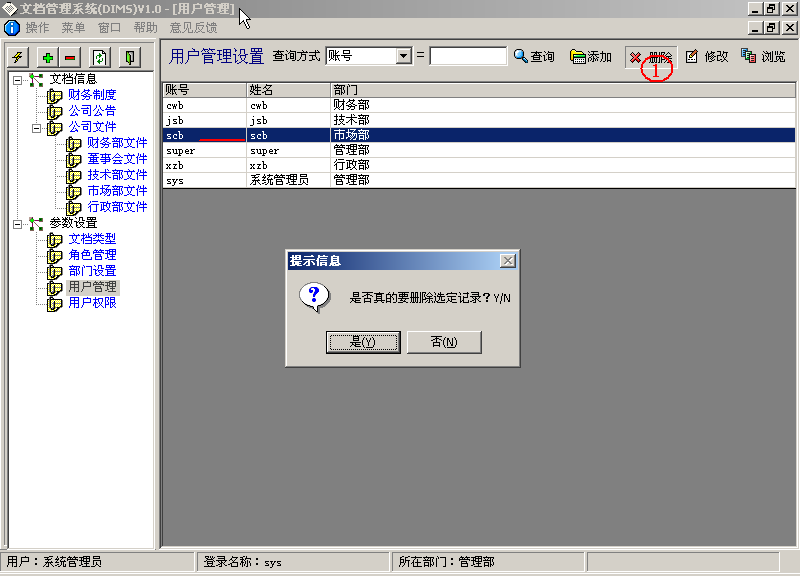 文档管理系统(DIMS)V1.0 - [用户管理]
操作 菜单 窗口 帮助 意见反馈
用户管理设置 查询方式 账号 = 查询 添加 删除 修改 浏览
1
文档信息
财务制度
公司公告
公司文件
财务部文件
董事会文件
技术部文件
市场部文件
行政部文件
参数设置
文档类型
角色管理
部门设置
用户管理
用户权限
账号 姓名 部门
cwb cwb 财务部
jsb jsb 技术部
scb scb 市场部
super super 管理部
xzb xzb 行政部
sys 系统管理员 管理部
提示信息
是否真的要删除选定记录？Y/N
是(Y) 否(N)
用户：系统管理员 登录名称：sys 所在部门：管理部